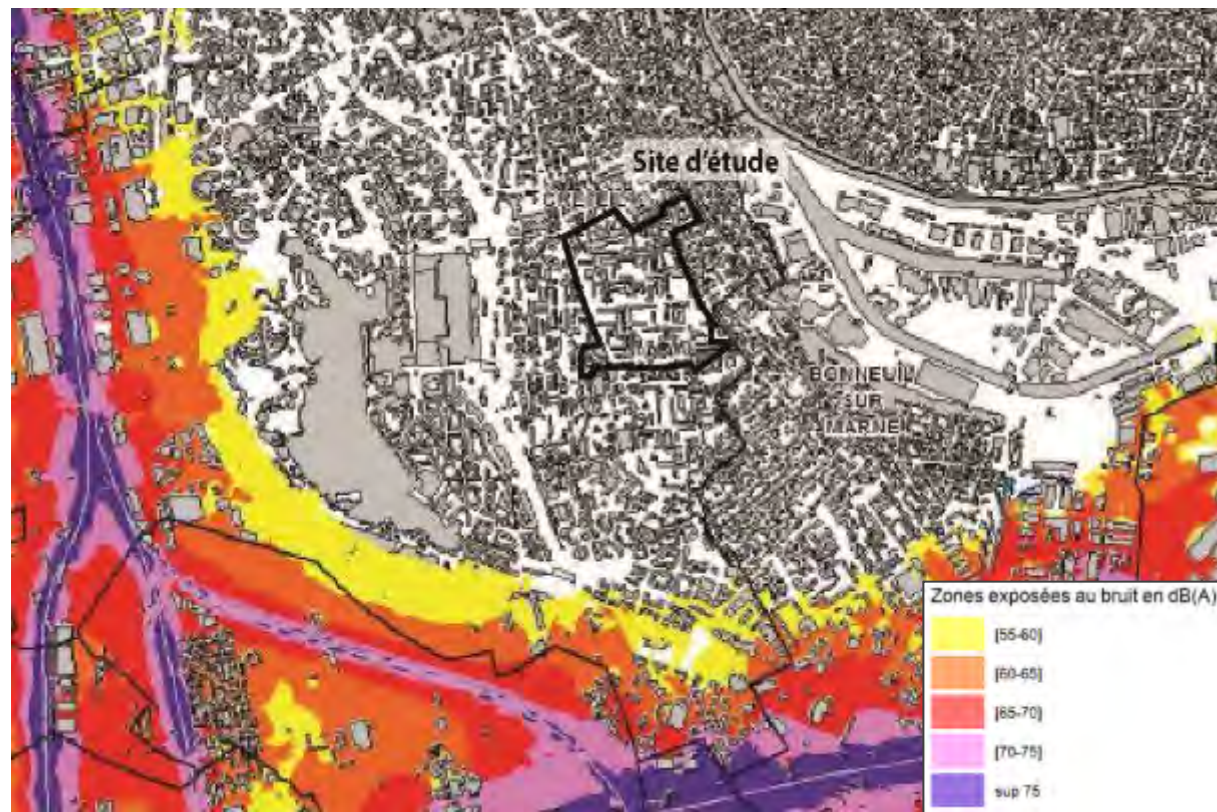 Site d'étude
BONNEUIL
SUR
MARNE
Zones exposées au bruit en dB(A)
[55-60]
[60-65]
[65-70]
[70-75]
sup 75